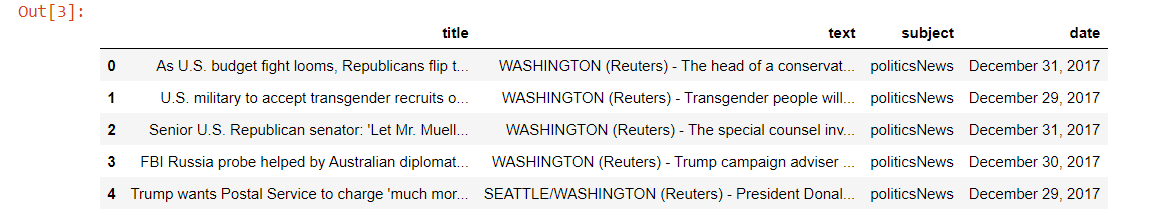 Out[3]:
title text subject date
0 As U.S. budget fight looms, Republicans flip t... WASHINGTON (Reuters) - The head of a conservat... politicsNews December 31, 2017
1 U.S. military to accept transgender recruits o... WASHINGTON (Reuters) - Transgender people will... politicsNews December 29, 2017
2 Senior U.S. Republican senator: 'Let Mr. Muell... WASHINGTON (Reuters) - The special counsel inv... politicsNews December 31, 2017
3 FBI Russia probe helped by Australian diplomat... WASHINGTON (Reuters) - Trump campaign adviser ... politicsNews December 30, 2017
4 Trump wants Postal Service to charge 'much mor... SEATTLE/WASHINGTON (Reuters) - President Donal... politicsNews December 29, 2017